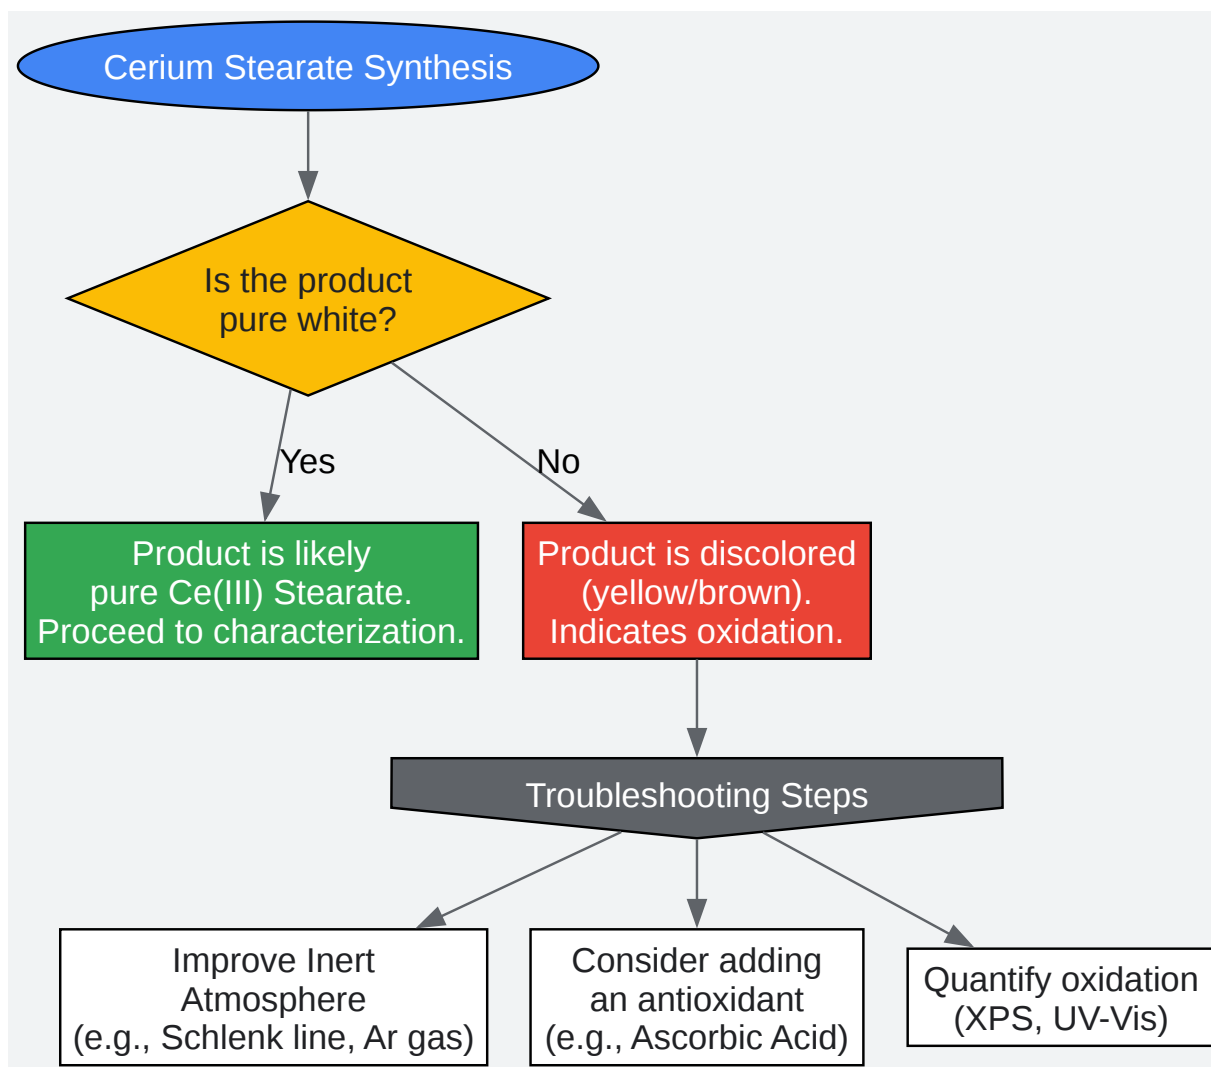 Cerium Stearate Synthesis
Is the product
pure white?
Yes
No
Product is likely
pure Ce(III) Stearate.
Proceed to characterization.
Product is discolored
(yellow/brown).
Indicates oxidation.
Troubleshooting Steps
Improve Inert
Atmosphere
(e.g., Schlenk line, Ar gas)
Consider adding
an antioxidant
(e.g., Ascorbic Acid)
Quantify oxidation
(XPS, UV-Vis)